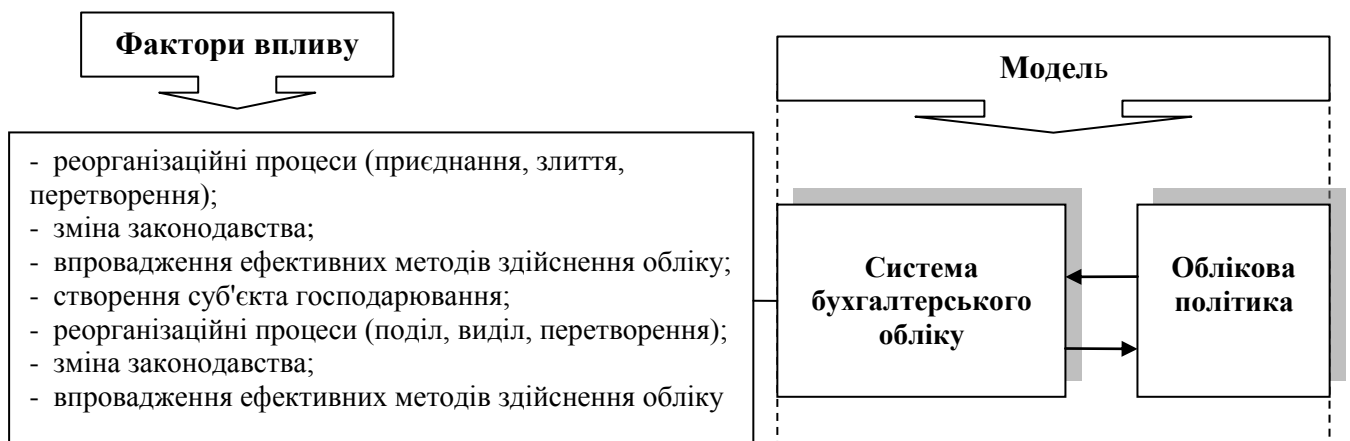 Фактори впливу
- реорганізаційні процеси (приєднання, злиття,
перетворення);
- зміна законодавства;
- впровадження ефективних методів здійснення обліку;
- створення суб'єкта господарювання;
- реорганізаційні процеси (поділ, виділ, перетворення);
- зміна законодавства;
- впровадження ефективних методів здійснення обліку
Модель
Система
бухгалтерського
обліку
Облікова
політика